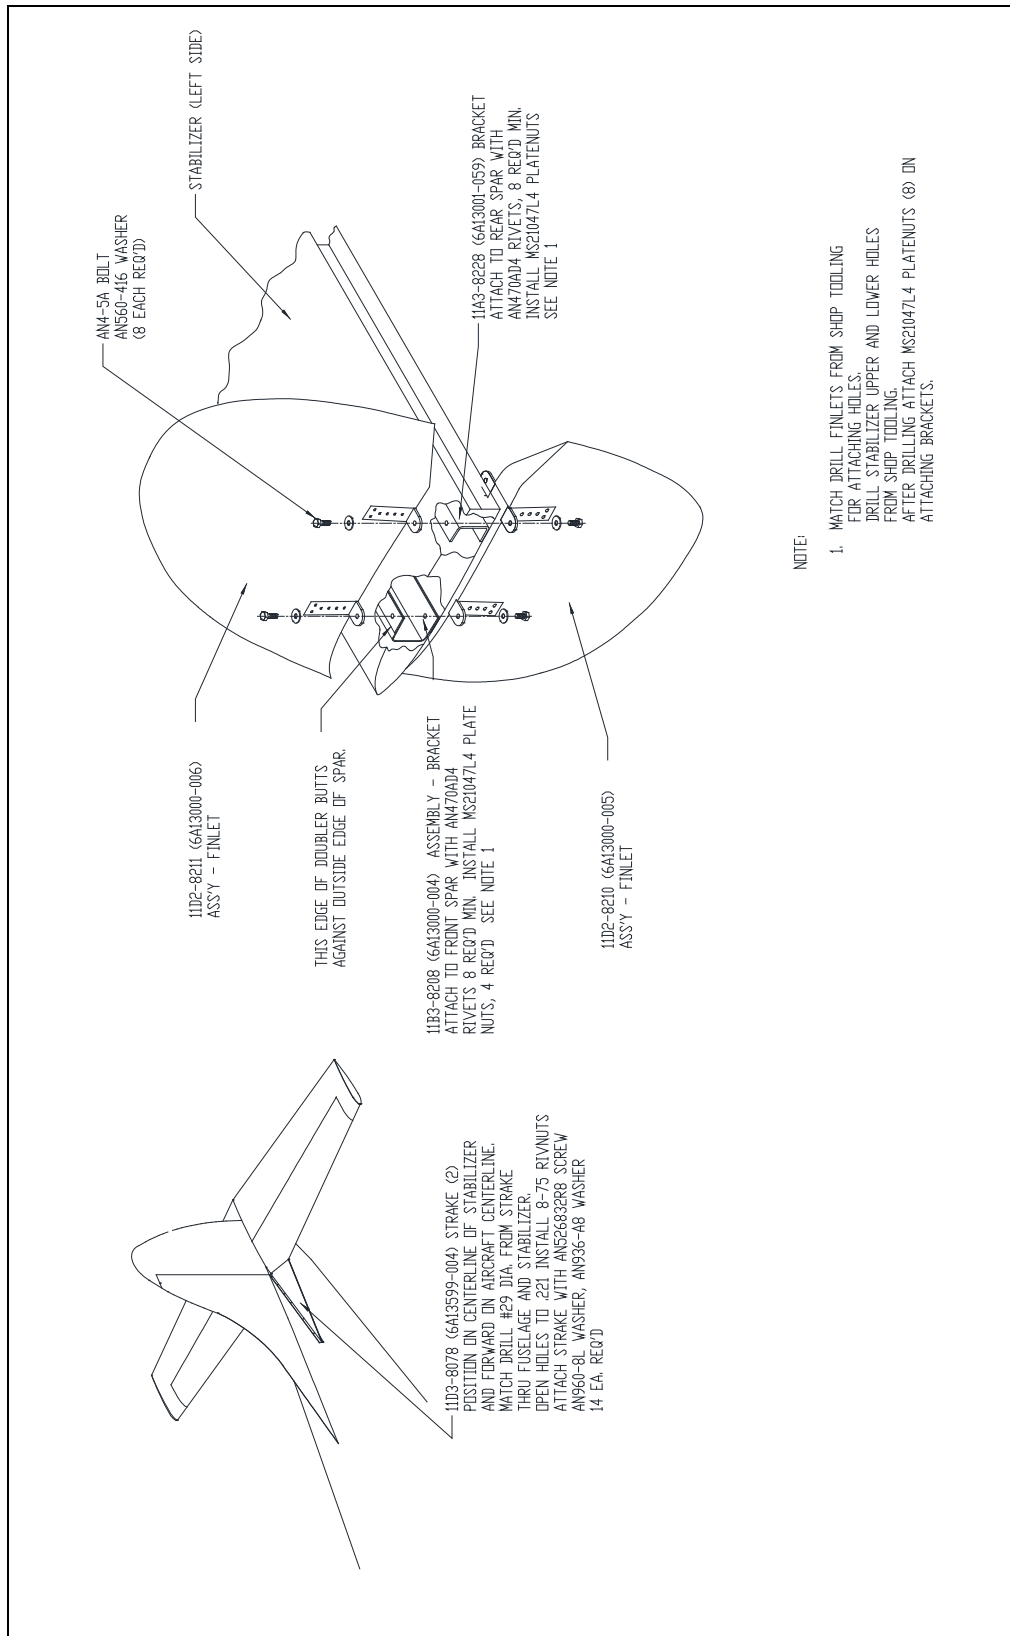 STABILIZER (LEFT SIDE)
AN4-5A BOLT
AN560-416 WASHER
(8 EACH REQ'D)
11A3-8228 (6A13001-059) BRACKET
ATTACH TO REAR SPAR WITH
AN470AD4 RIVETS, 8 REQ'D MIN.
INSTALL MS21047L4 PLATENUTS
SEE NOTE 1
11D2-8211 (6A13000-006)
ASS'Y - FINLET
THIS EDGE OF DOUBLER BUTTS
AGAINST OUTSIDE EDGE OF SPAR.
11B3-8208 (6A13000-004) ASSEMBLY - BRACKET
ATTACH TO FRONT SPAR WITH AN470AD4
RIVETS 8 REQ'D MIN. INSTALL MS21047L4 PLATE
NUTS, 4 REQ'D SEE NOTE 1
11D2-8210 (6A13000-005)
ASS'Y - FINLET
11D3-8078 (6A13599-004) STRAKE (2)
POSITION ON CENTERLINE OF STABILIZER
AND FORWARD ON AIRCRAFT CENTERLINE.
MATCH DRILL #29 DIA. FROM STRAKE
THRU FUSELAGE AND STABILIZER.
OPEN HOLES TO .221 INSTALL 8-75 RIVNUTS
ATTACH STRAKE WITH AN526832R8 SCREW
AN960-8L WASHER, AN936-A8 WASHER
14 EA. REQ'D
NOTE:
1. MATCH DRILL FINLETS FROM SHOP TOOLING
FOR ATTACHING HOLES.
DRILL STABILIZER UPPER AND LOWER HOLES
FROM SHOP TOOLING.
AFTER DRILLING ATTACH MS21047L4 PLATENUTS (8) ON
ATTACHING BRACKETS.